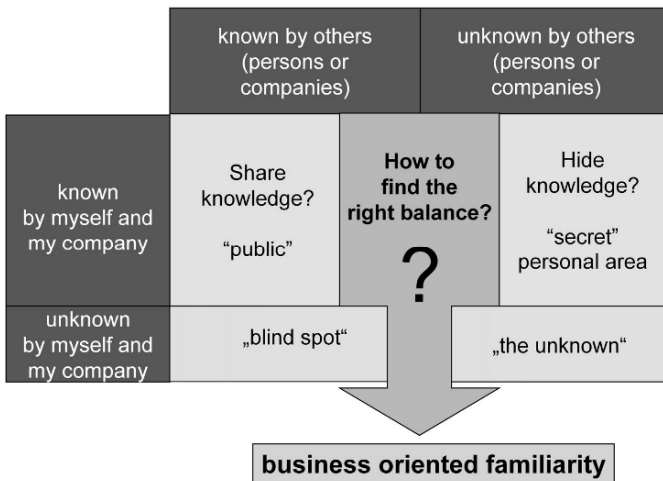 known by others
(persons or
companies)
unknown by others
(persons or
companies)
known
by myself and
my company
Share
knowledge?
“public”
How to
find the
right balance?
?
Hide
knowledge?
“secret”
personal area
unknown
by myself and
my company
„blind spot“
„the unknown“
business oriented familiarity